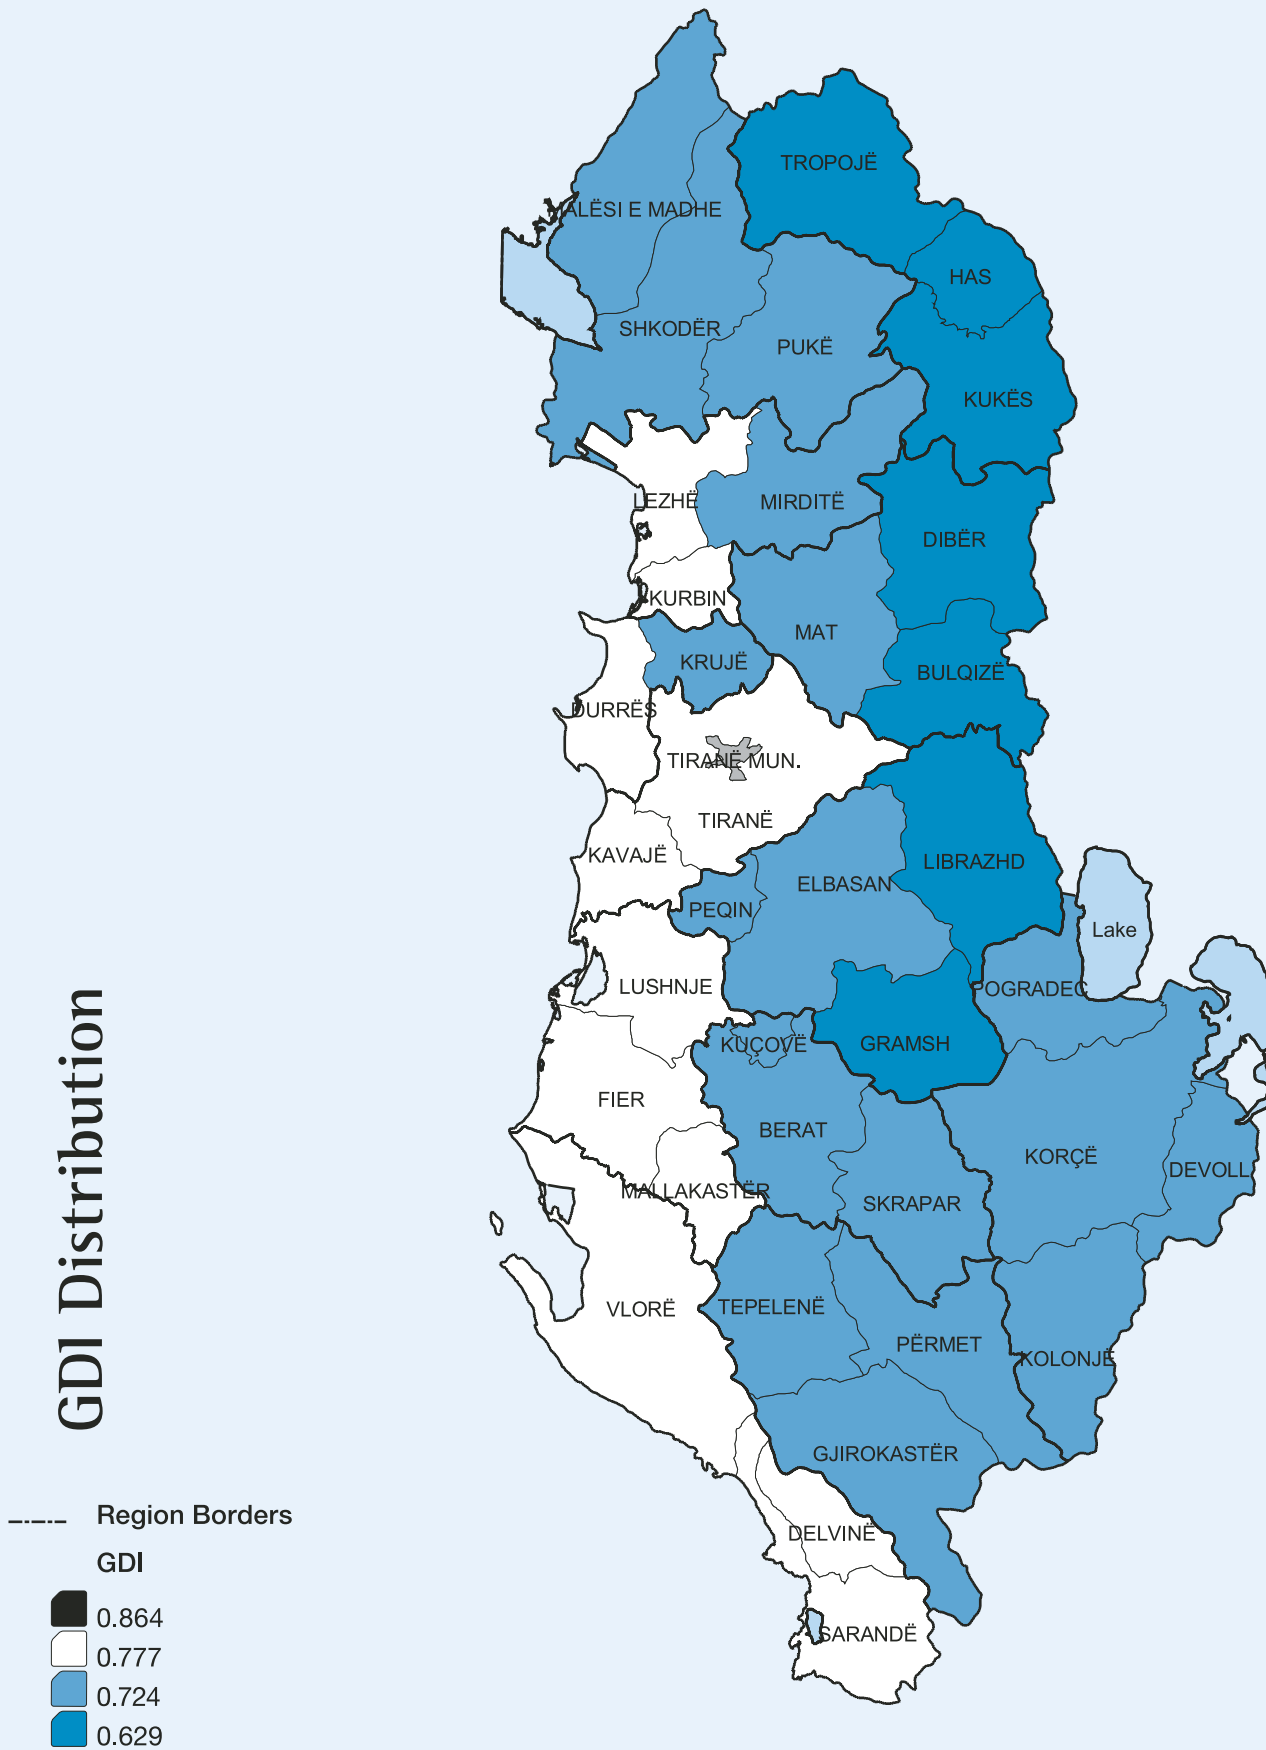 TROPOJË
MALËSI E MADHE
HAS
SHKODËR
PUKË
KUKËS
LEZHË
MIRDITË
DIBËR
KURBIN
MAT
KRUJË
BULQIZË
DURRËS
TIRANË MUN.
TIRANË
KAVAJË
LIBRAZHD
ELBASAN
PEQIN
Lake
LUSHNJE
POGRADEC
KUÇOVË
GRAMSH
FIER
BERAT
KORÇË
DEVOLL
MALLAKASTËR
SKRAPAR
VLORË
TEPELENË
PËRMET
KOLONJË
GJIROKASTËR
DELVINË
SARANDË
GDI Distribution
Region Borders
GDI
0.864
0.777
0.724
0.629